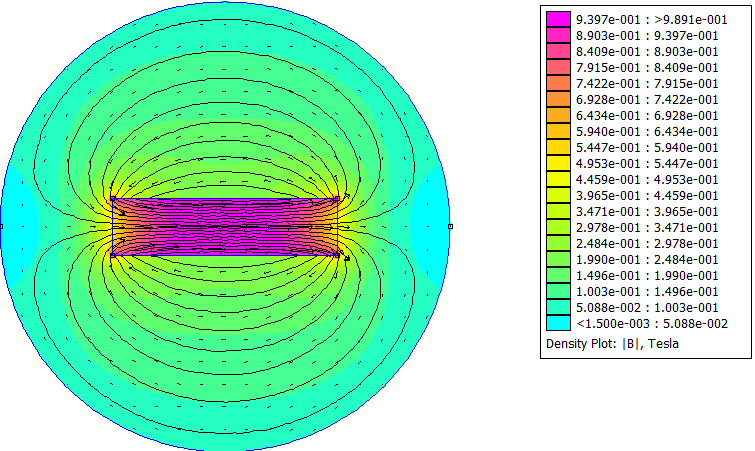 9.397e-001 : >9.891e-001
8.903e-001 : 9.397e-001
8.409e-001 : 8.903e-001
7.915e-001 : 8.409e-001
7.422e-001 : 7.915e-001
6.928e-001 : 7.422e-001
6.434e-001 : 6.928e-001
5.940e-001 : 6.434e-001
5.447e-001 : 5.940e-001
4.953e-001 : 5.447e-001
4.459e-001 : 4.953e-001
3.965e-001 : 4.459e-001
3.471e-001 : 3.965e-001
2.978e-001 : 3.471e-001
2.484e-001 : 2.978e-001
1.990e-001 : 2.484e-001
1.496e-001 : 1.990e-001
1.003e-001 : 1.496e-001
5.088e-002 : 1.003e-001
<1.500e-003 : 5.088e-002
Density Plot: |B|, Tesla